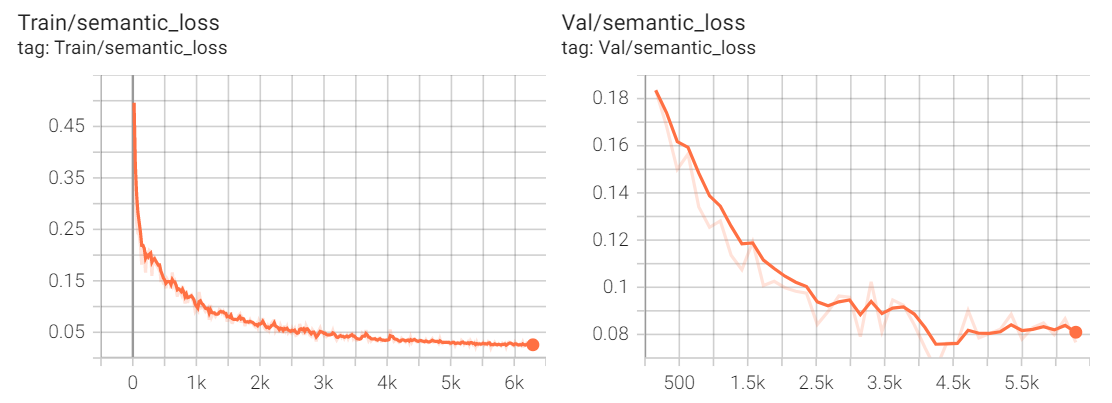 Train/semantic_loss
tag: Train/semantic_loss
0.45
0.35
0.25
0.15
0.05
0 1k 2k 3k 4k 5k 6k
Val/semantic_loss
tag: Val/semantic_loss
0.18
0.16
0.14
0.12
0.1
0.08
500 1.5k 2.5k 3.5k 4.5k 5.5k